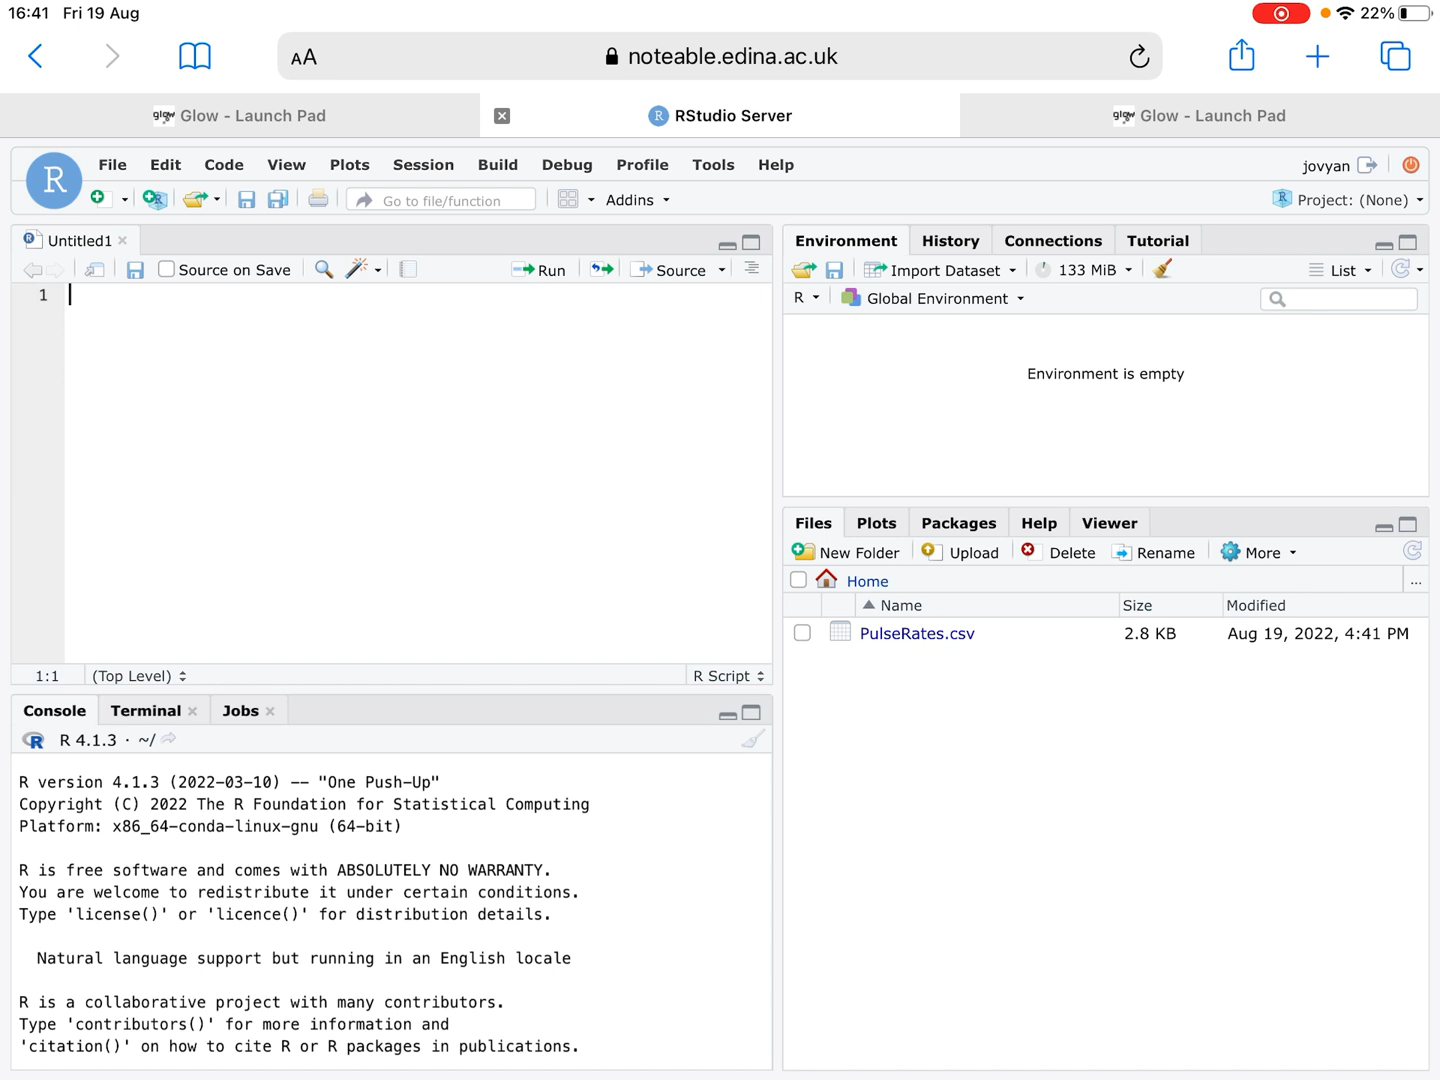 16:41 Fri 19 Aug
22%
AA noteable.edina.ac.uk
glow Glow - Launch Pad
R RStudio Server
glow Glow - Launch Pad
R File Edit Code View Plots Session Build Debug Profile Tools Help
jovyan
Go to file/function
Addins
R Project: (None)
Untitled1
Source on Save
Run
Source
1
1:1 (Top Level)
R Script
Console Terminal Jobs
R R 4.1.3 · ~/
R version 4.1.3 (2022-03-10) -- "One Push-Up"
Copyright (C) 2022 The R Foundation for Statistical Computing
Platform: x86_64-conda-linux-gnu (64-bit)
R is free software and comes with ABSOLUTELY NO WARRANTY.
You are welcome to redistribute it under certain conditions.
Type 'license()' or 'licence()' for distribution details.
Natural language support but running in an English locale
R is a collaborative project with many contributors.
Type 'contributors()' for more information and
'citation()' on how to cite R or R packages in publications.
Environment History Connections Tutorial
Import Dataset
133 MiB
List
R Global Environment
Environment is empty
Files Plots Packages Help Viewer
New Folder Upload Delete Rename More
Home
...
Name Size Modified
PulseRates.csv 2.8 KB Aug 19, 2022, 4:41 PM